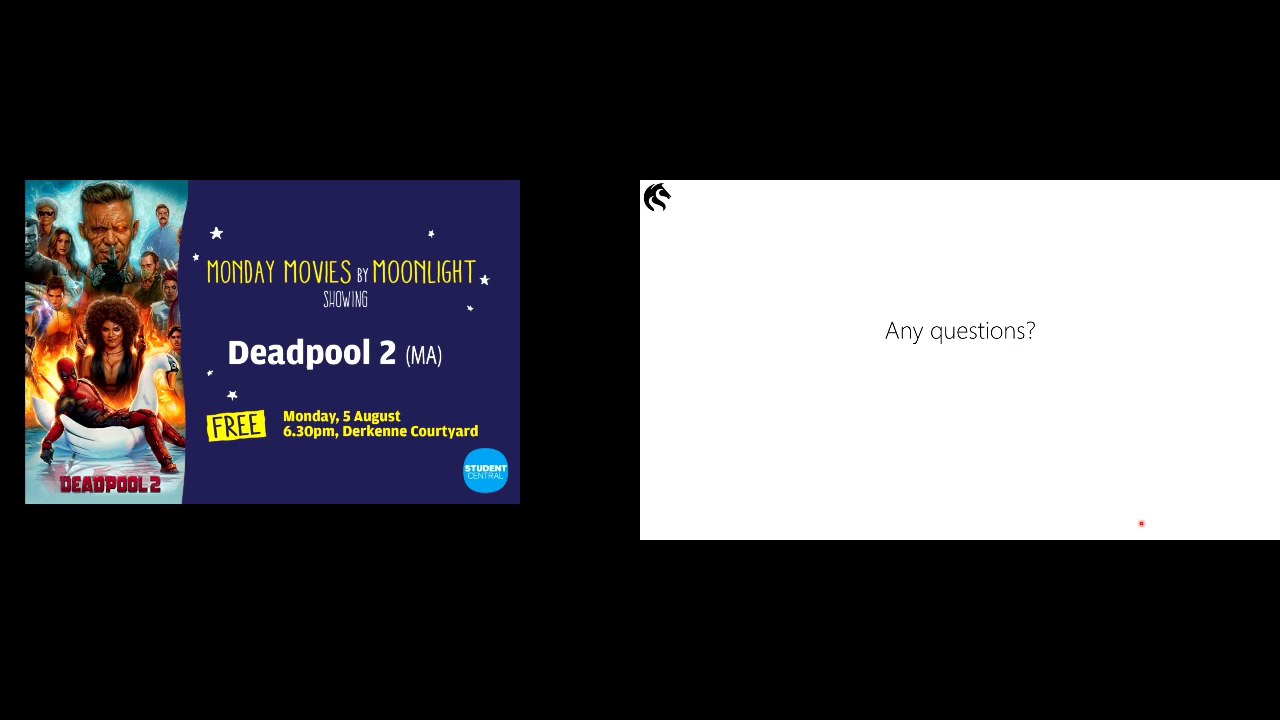 MONDAY MOVIES BY MOONLIGHT
SHOWING
Deadpool 2 (MA)
FREE
Monday, 5 August
6.30pm, Derkenne Courtyard
STUDENT
CENTRAL
DEADPOOL 2
Any questions?